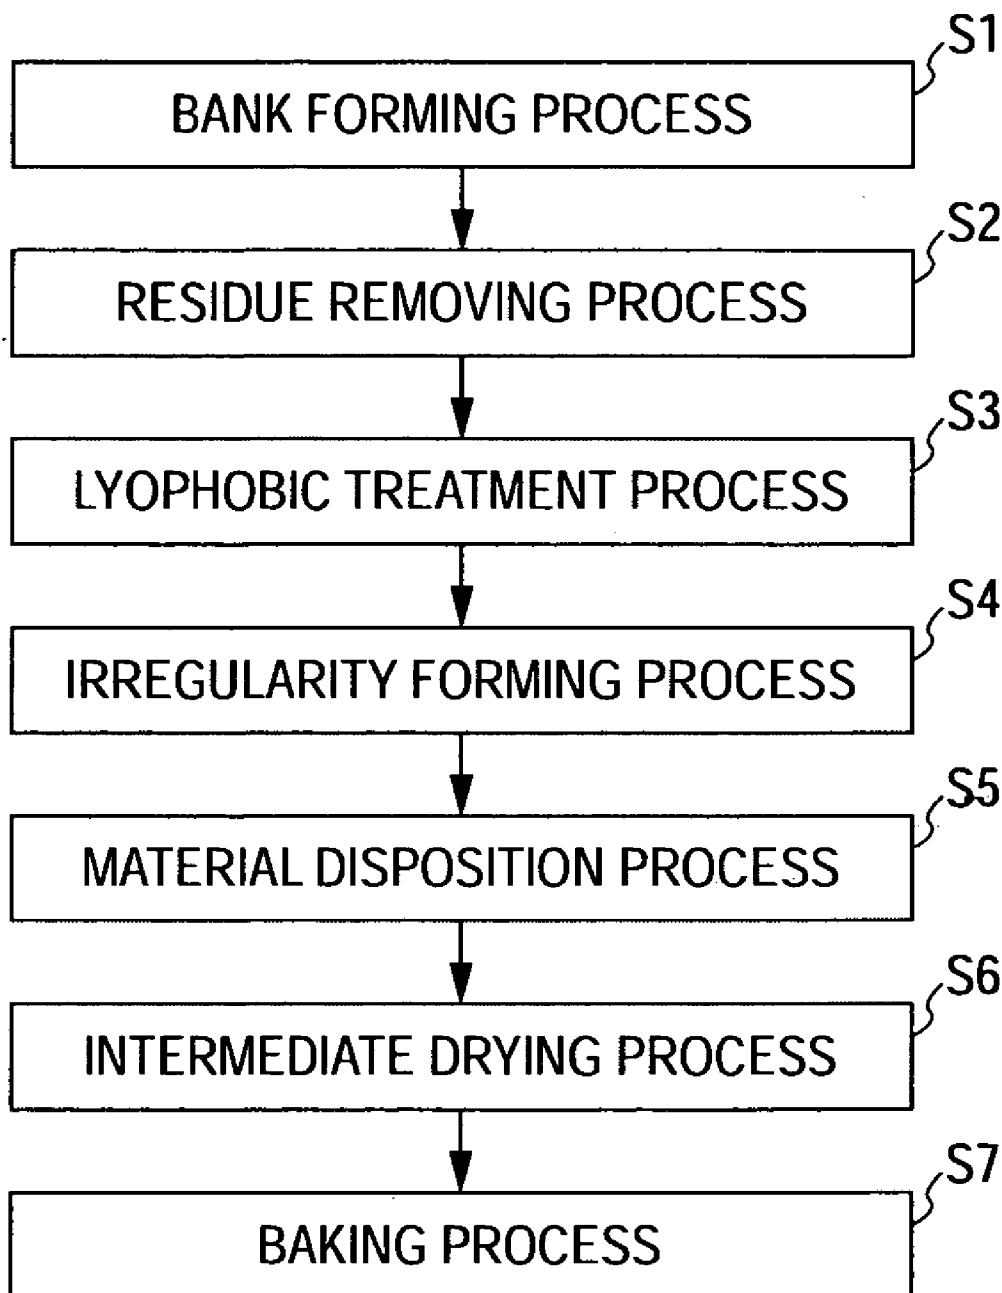 S1
BANK FORMING PROCESS
S2
RESIDUE REMOVING PROCESS
S3
LYOPHOBIC TREATMENT PROCESS
S4
IRREGULARITY FORMING PROCESS
S5
MATERIAL DISPOSITION PROCESS
S6
INTERMEDIATE DRYING PROCESS
S7
BAKING PROCESS